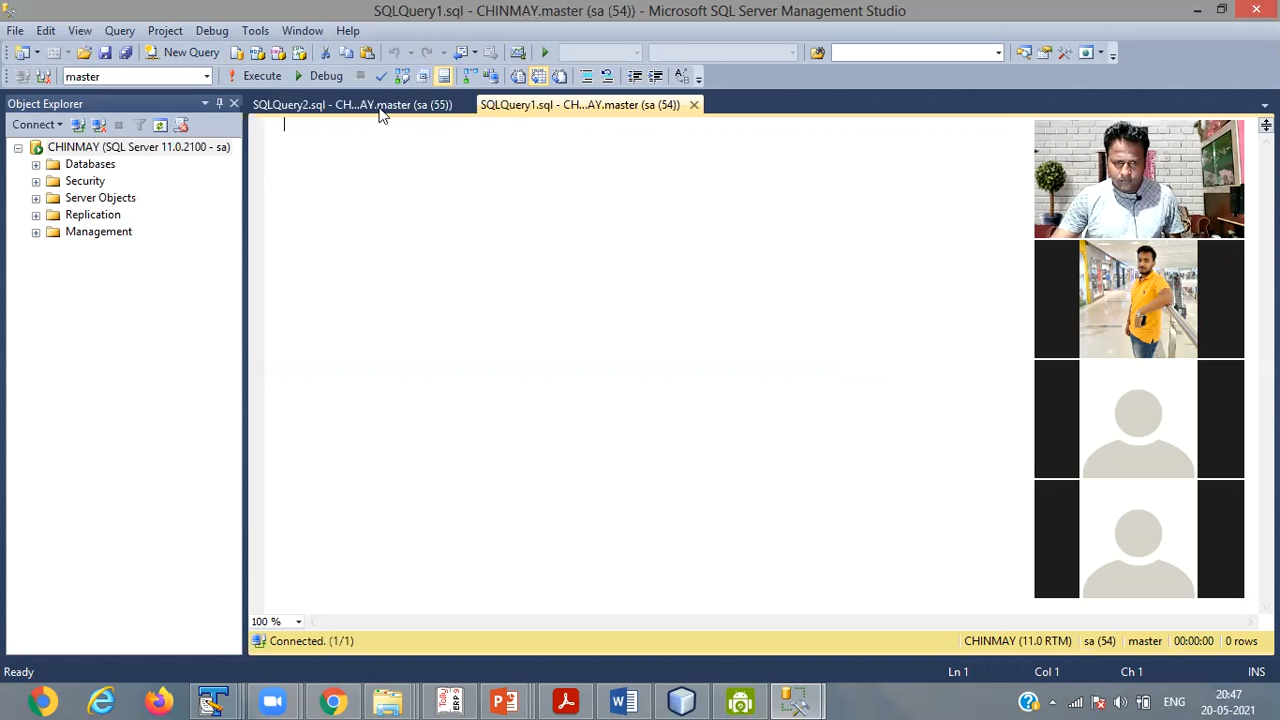 SQLQuery1.sql - CHINMAY.master (sa (54)) - Microsoft SQL Server Management Studio
File Edit View Query Project Debug Tools Window Help
New Query
master Execute Debug
Object Explorer
SQLQuery2.sql - CH...AY.master (sa (55))
SQLQuery1.sql - CH...AY.master (sa (54))
Connect
CHINMAY (SQL Server 11.0.2100 - sa)
Databases
Security
Server Objects
Replication
Management
100 %
Connected. (1/1)
CHINMAY (11.0 RTM) sa (54) master 00:00:00 0 rows
Ready Ln 1 Col 1 Ch 1 INS
Tally
ERP9
ENG
20:47
20-05-2021